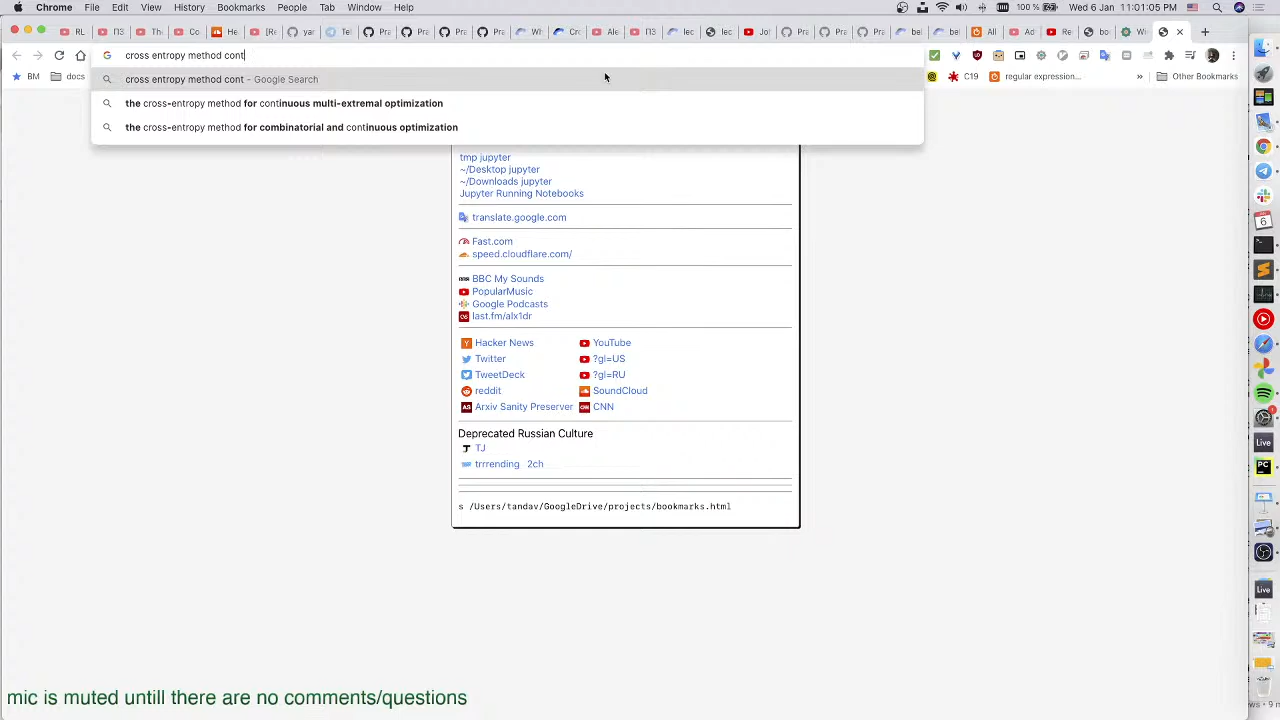 Chrome File Edit View History Bookmarks People Tab Window Help 100% Wed 6 Jan 11:01:05 PM
cross entropy method cont
BM docs C19 regular expression... » Other Bookmarks
cross entropy method cont - Google Search
the cross-entropy method for continuous multi-extremal optimization
the cross-entropy method for combinatorial and continuous optimization
tmp jupyter
~/Desktop jupyter
~/Downloads jupyter
Jupyter Running Notebooks
translate.google.com
Fast.com
speed.cloudflare.com/
BBC My Sounds
PopularMusic
Google Podcasts
last.fm/alx1dr
Hacker News YouTube
Twitter ?gl=US
TweetDeck ?gl=RU
reddit SoundCloud
Arxiv Sanity Preserver CNN
Deprecated Russian Culture
TJ
trrrending 2ch
s /Users/tandav/GoogleDrive/projects/bookmarks.html
mic is muted untill there are no comments/questions